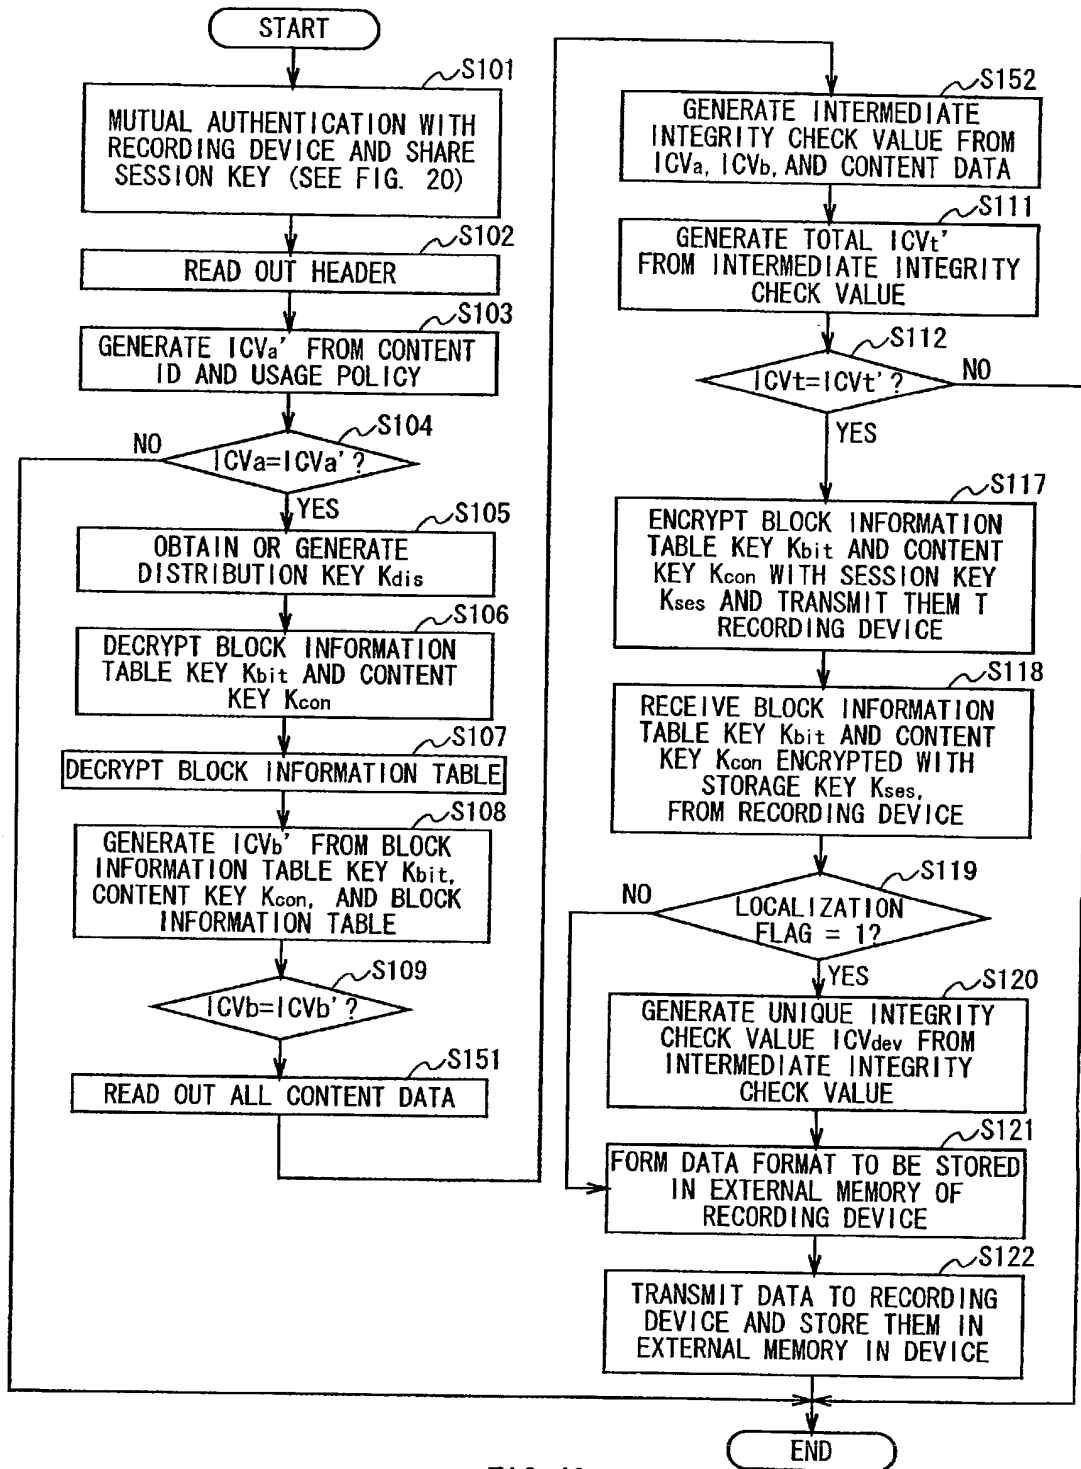 START
S101
MUTUAL AUTHENTICATION WITH
RECORDING DEVICE AND SHARE
SESSION KEY (SEE FIG. 20)
S102
READ OUT HEADER
S103
GENERATE ICVa' FROM CONTENT
ID AND USAGE POLICY
S104
NO
ICVa=ICVa'?
YES
S105
OBTAIN OR GENERATE
DISTRIBUTION KEY Kdis
S106
DECRYPT BLOCK INFORMATION
TABLE KEY Kbit AND CONTENT
KEY Kcon
S107
DECRYPT BLOCK INFORMATION TABLE
S108
GENERATE ICVb' FROM BLOCK
INFORMATION TABLE KEY Kbit,
CONTENT KEY Kcon, AND BLOCK
INFORMATION TABLE
S109
ICVb=ICVb'?
S151
READ OUT ALL CONTENT DATA
S152
GENERATE INTERMEDIATE
INTEGRITY CHECK VALUE FROM
ICVa, ICVb, AND CONTENT DATA
S111
GENERATE TOTAL ICVt'
FROM INTERMEDIATE INTEGRITY
CHECK VALUE
S112
ICVt=ICVt'?
NO
YES
S117
ENCRYPT BLOCK INFORMATION
TABLE KEY Kbit AND CONTENT
KEY Kcon WITH SESSION KEY
Kses AND TRANSMIT THEM T
RECORDING DEVICE
S118
RECEIVE BLOCK INFORMATION
TABLE KEY Kbit AND CONTENT
KEY Kcon ENCRYPTED WITH
STORAGE KEY Kses,
FROM RECORDING DEVICE
S119
NO
LOCALIZATION
FLAG = 1?
YES
S120
GENERATE UNIQUE INTEGRITY
CHECK VALUE ICVdev FROM
INTERMEDIATE INTEGRITY
CHECK VALUE
S121
FORM DATA FORMAT TO BE STORED
IN EXTERNAL MEMORY OF
RECORDING DEVICE
S122
TRANSMIT DATA TO RECORDING
DEVICE AND STORE THEM IN
EXTERNAL MEMORY IN DEVICE
END